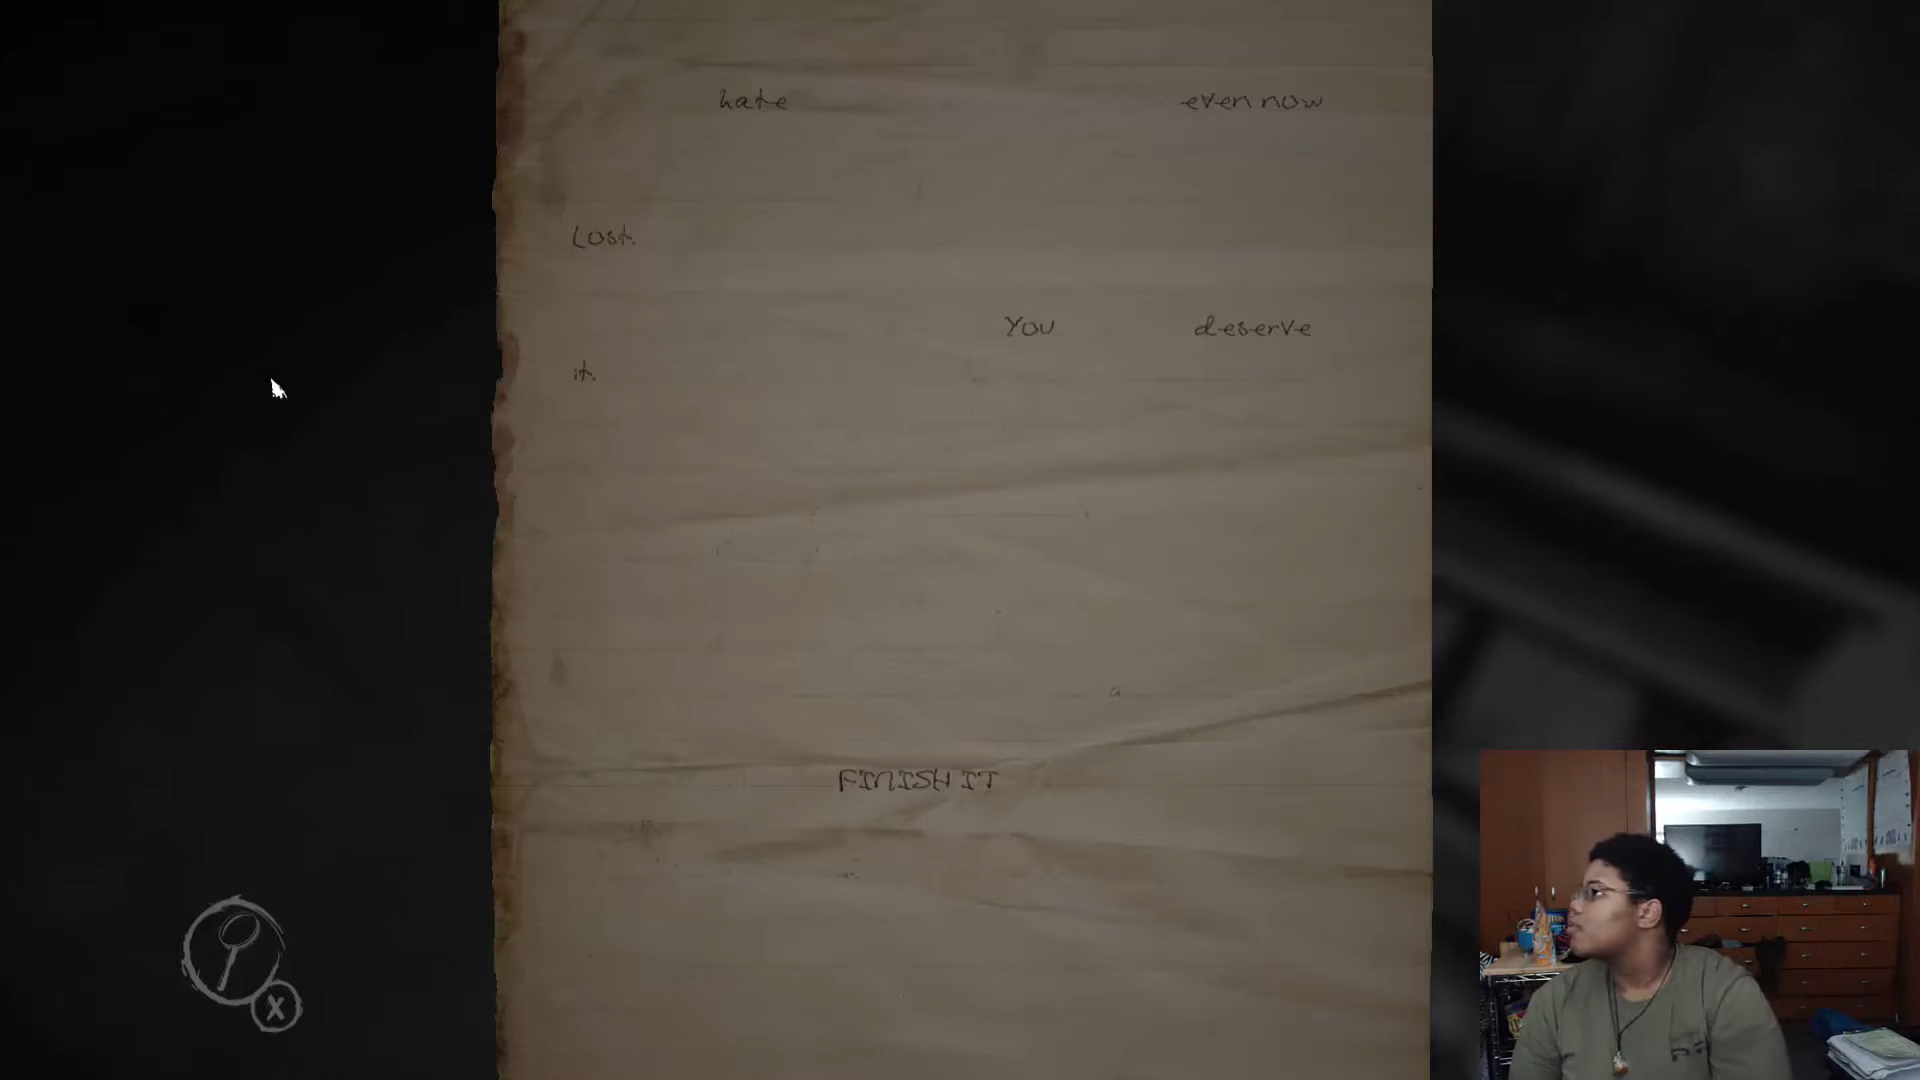 hate even now
Lost.
You deserve
it.
FINISH IT
X